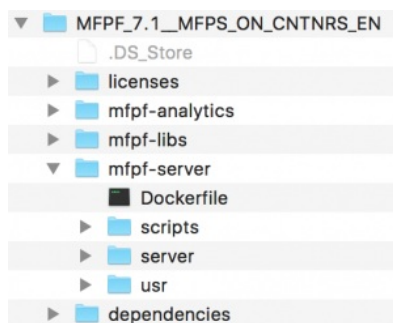 MFPF_7.1__MFPS_ON_CNTNRS_EN
.DS_Store
licenses
mfpf-analytics
mfpf-libs
mfpf-server
Dockerfile
scripts
server
usr
dependencies